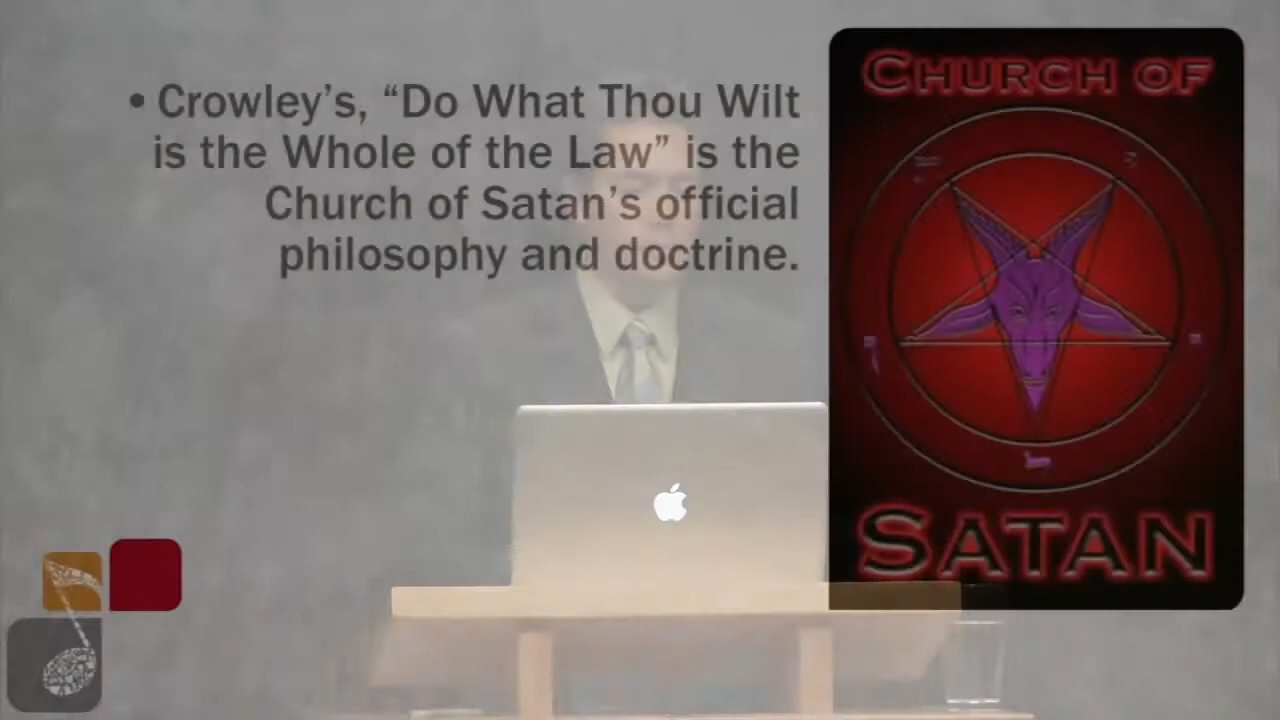 • Crowley's, “Do What Thou Wilt
is the Whole of the Law” is the
Church of Satan's official
philosophy and doctrine.
CHURCH OF
SATAN